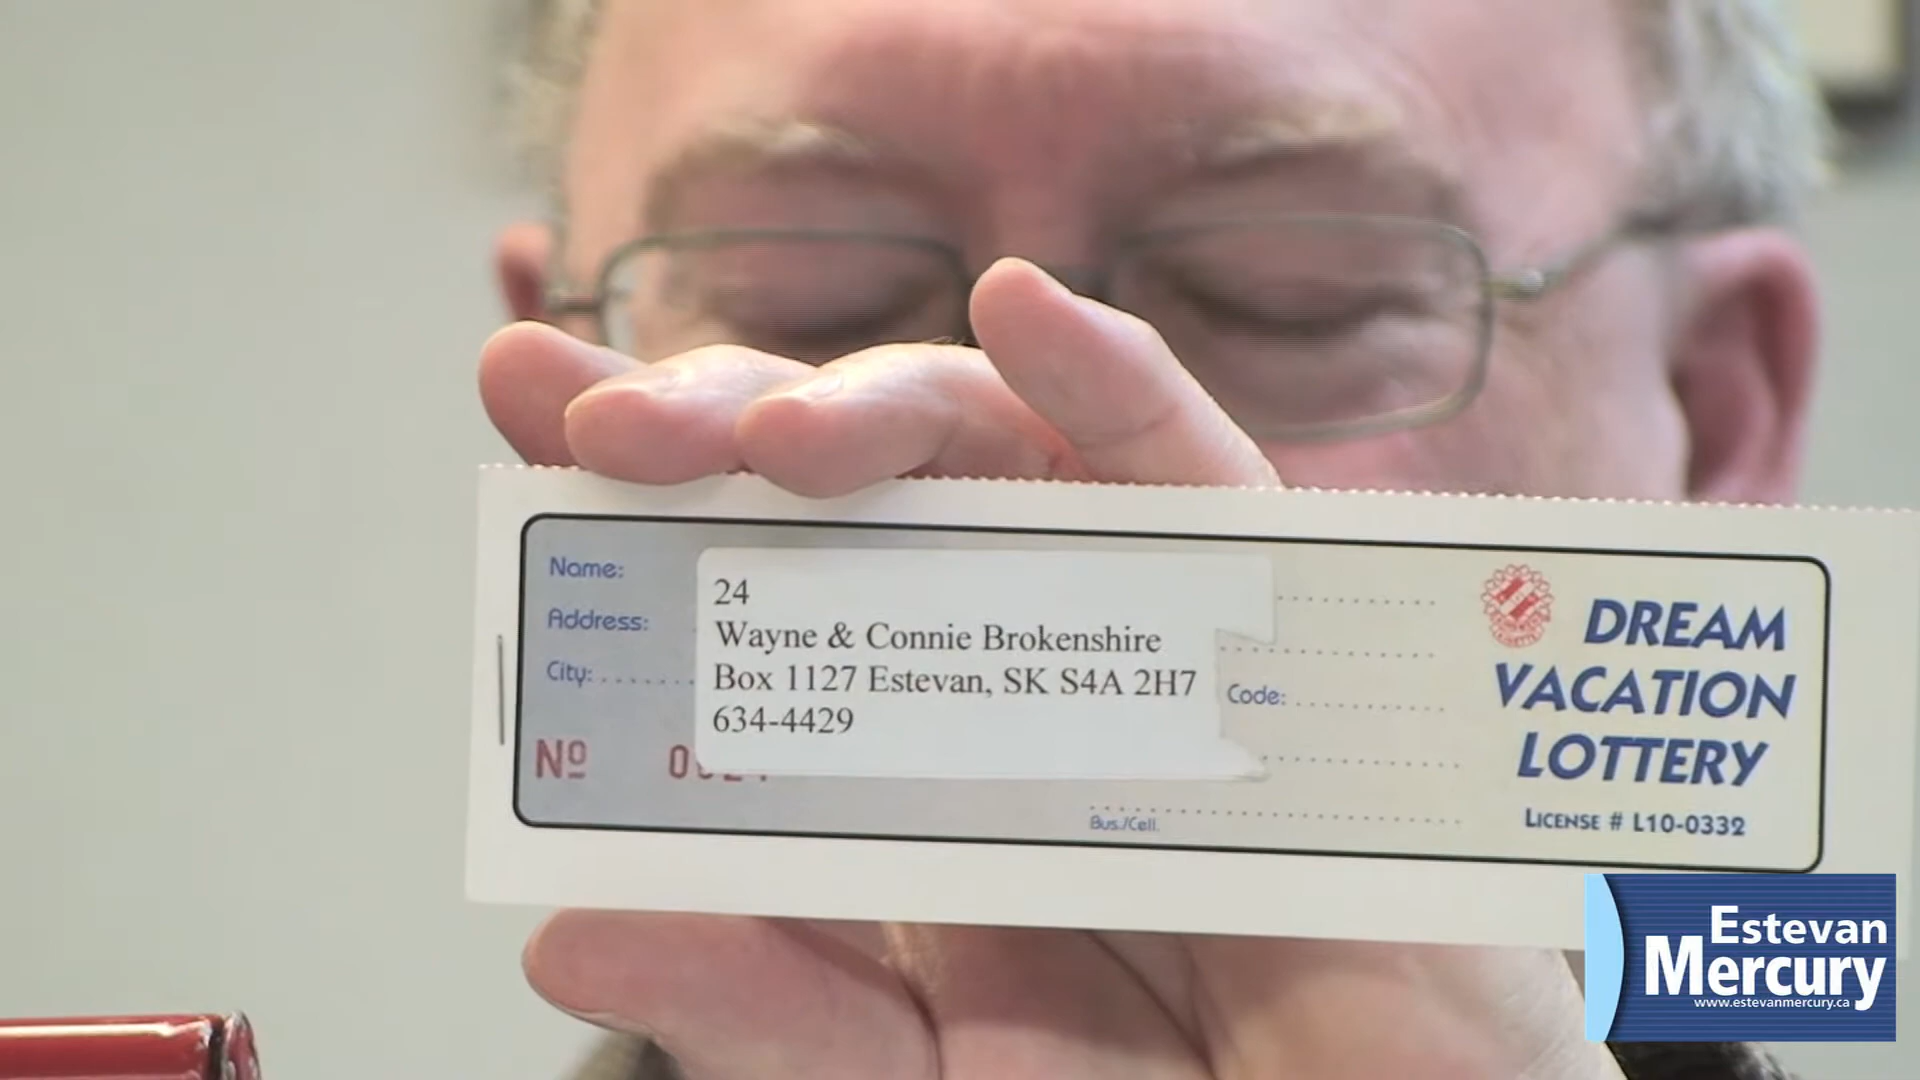 Name:
24
Address:
Wayne & Connie Brokenshire
City:
Box 1127 Estevan, SK S4A 2H7
Code:
634-4429
Nº
Bus./Cell.
DREAM
VACATION
LOTTERY
LICENSE # L10-0332
Estevan
Mercury
www.estevanmercury.ca